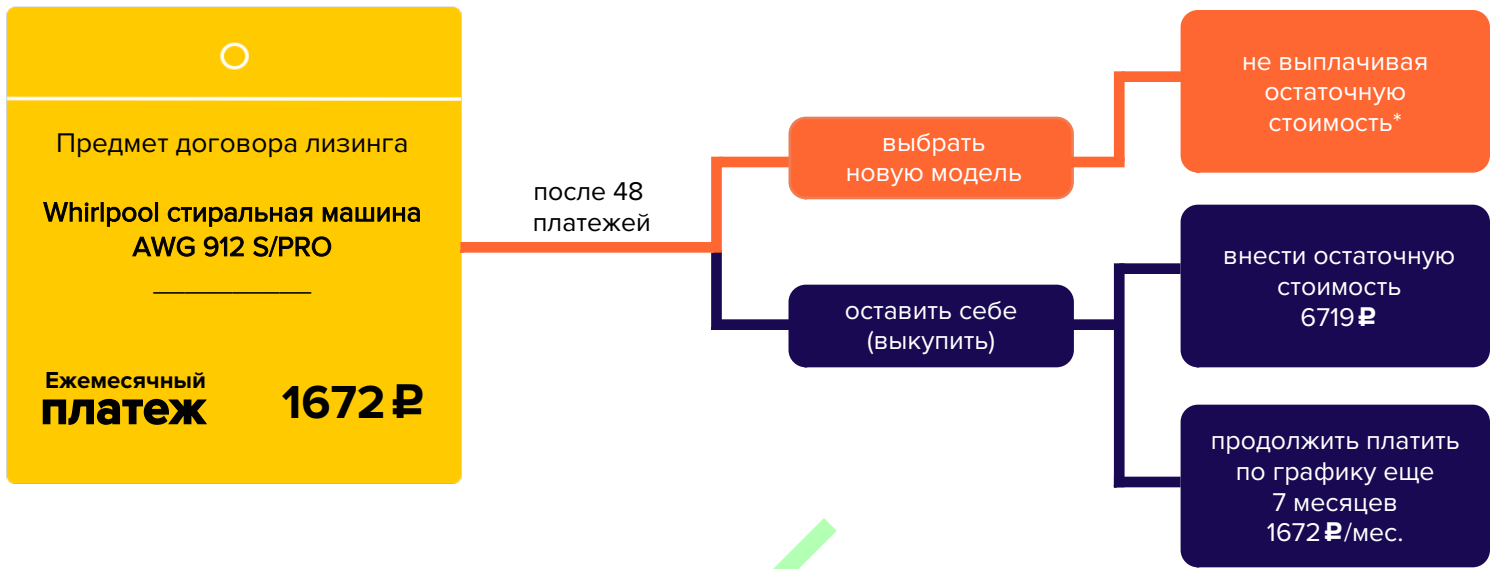 Предмет договора лизинга
Whirlpool стиральная машина
AWG 912 S/PRO
____________
Ежемесячный
платеж
1672 ₽
после 48
платежей
выбрать
новую модель
не выплачивая
остаточную
стоимость*
оставить себе
(выкупить)
внести остаточную
стоимость
6719 ₽
продолжить платить
по графику еще
7 месяцев
1672 ₽/мес.